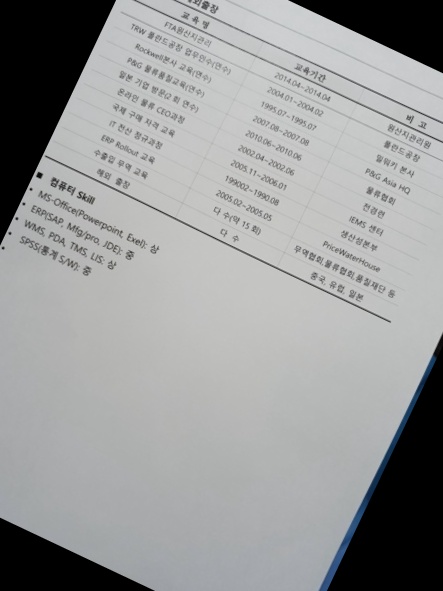 해외출장
교 육 명 교육기간 비 고
FTA원산지관리 2014.04~2014.04 원산지관리원
TRW 폴란드공장 업무인수(연수) 2004.01~2004.02 폴란드공장
Rockwell본사 교육(연수) 1995.07~1995.07 밀워키 본사
P&G 물류품질교육(연수) 2007.08~2007.08 P&G Asia HQ
일본 기업 방문(2 회 연수) 2010.06~2010.06 물류협회
온라인 물류 CEO과정 2002.04~2002.06 전경련
국제 구매 자격 교육 2005.11~2006.01 IEMS 센터
IT 전산 정규과정 199002~1990.08 생산성본부
ERP Rollout 교육 2005.02~2005.05 PriceWaterHouse
수출입 무역 교육 다 수(약 15 회) 무역협회,물류협회,품질재단 등
해외 출장 다 수 중국, 유럽, 일본
■ 컴퓨터 Skill
• MS-Office/Powerpoint, Exel): 상
• ERP(SAP, Mfg/pro, JDE): 중
• WMS, PDA, TMS, LIS: 상
• SPSS(통계 S/W): 중